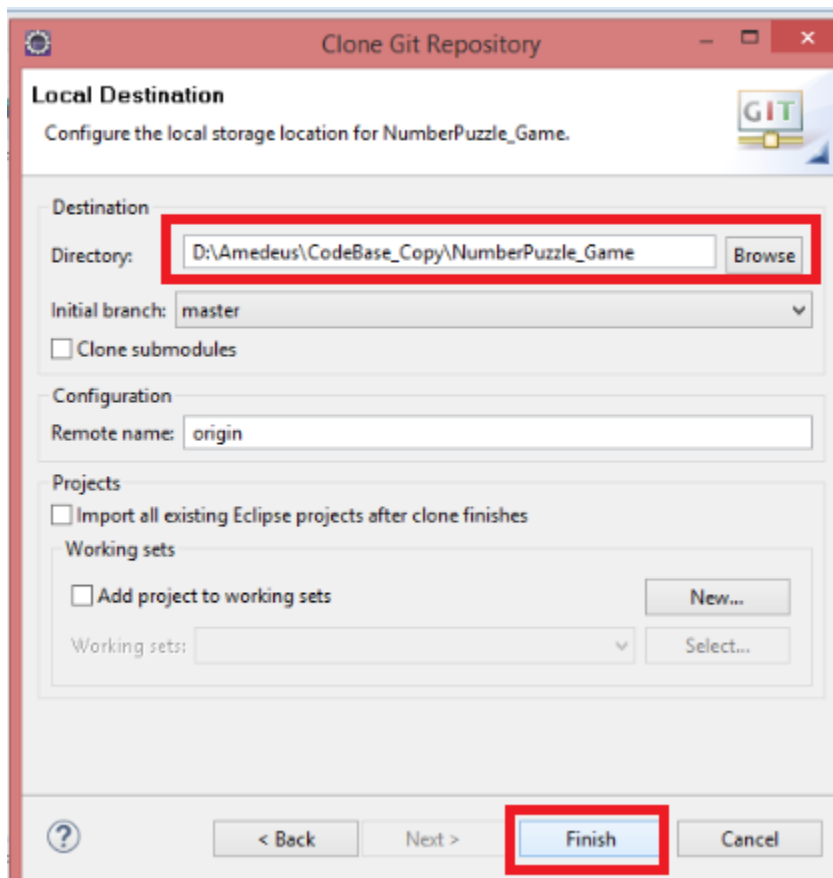 Clone Git Repository
Local Destination
Configure the local storage location for NumberPuzzle_Game.
GIT
Destination
Directory: D:\Amedeus\CodeBase_Copy\NumberPuzzle_Game Browse
Initial branch: master
Clone submodules
Configuration
Remote name: origin
Projects
Import all existing Eclipse projects after clone finishes
Working sets
Add project to working sets New...
Working sets: Select...
? < Back Next > Finish Cancel